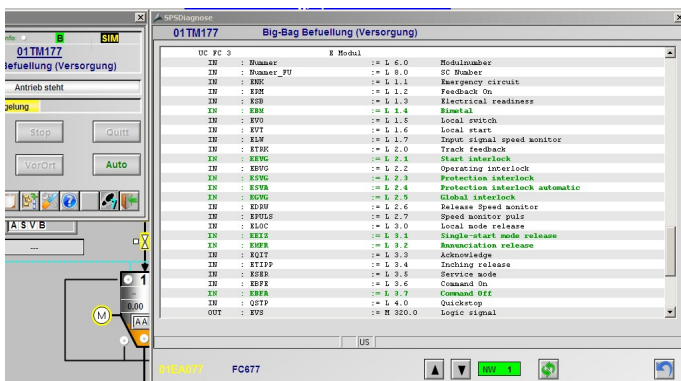 SPSDiagnose
01TM177 Big-Bag Befuellung (Versorgung)
B SIM
01TM177
Befuellung (Versorgung)
Antrieb steht
egelung
Stop Quitt
VorOrt Auto
A S V B
---
1
0.00
M
AA
UC FC 3 E Modul
IN : Nummer := L 6.0 Modulnumber
IN : Nummer_FU := L 8.0 SC Number
IN : ENK := L 1.1 Emergency circuit
IN : ERM := L 1.2 Feedback On
IN : ESB := L 1.3 Electrical readiness
IN : EBM := L 1.4 Bimetal
IN : EVO := L 1.5 Local switch
IN : EVT := L 1.6 Local start
IN : ELW := L 1.7 Input signal speed monitor
IN : ETRK := L 2.0 Track feedback
IN : EEVG := L 2.1 Start interlock
IN : EBVG := L 2.2 Operating interlock
IN : ESVG := L 2.3 Protection interlock
IN : ESVA := L 2.4 Protection interlock automatic
IN : EGVG := L 2.5 Global interlock
IN : EDRW := L 2.6 Release Speed monitor
IN : EPULS := L 2.7 Speed monitor puls
IN : ELOC := L 3.0 Local mode release
IN : EEIZ := L 3.1 Single-start mode release
IN : EMFR := L 3.2 Annunciation release
IN : EQIT := L 3.3 Acknowledge
IN : ETIPP := L 3.4 Inching release
IN : ESER := L 3.5 Service mode
IN : EBFE := L 3.6 Command On
IN : EBFA := L 3.7 Command Off
IN : QSTP := L 4.0 Quickstop
OUT : EVS := M 320.0 Logic signal
US
01EA077 FC677 NW 1